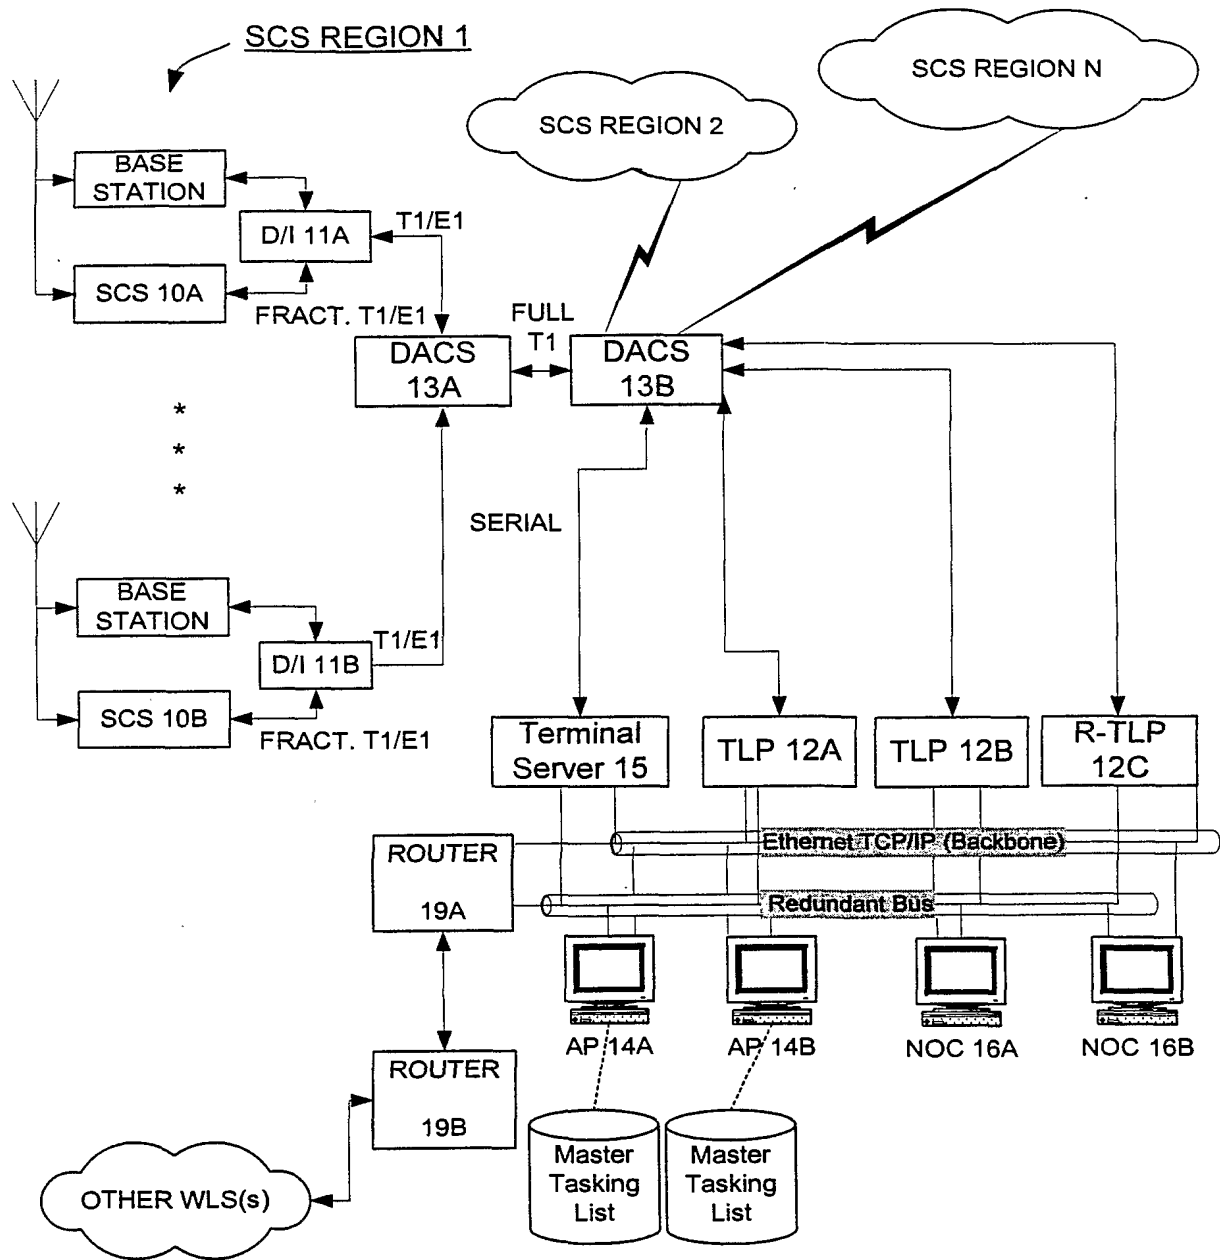 SCS REGION 1
SCS REGION 2
SCS REGION N
BASE
STATION
D/I 11A
T1/E1
SCS 10A
FRACT. T1/E1
FULL
T1
DACS
13A
DACS
13B
*
*
*
SERIAL
BASE
STATION
D/I 11B
T1/E1
SCS 10B
FRACT. T1/E1
Terminal
Server 15
TLP 12A
TLP 12B
R-TLP
12C
Ethernet TCP/IP (Backbone)
ROUTER
19A
Redundant Bus
AP 14A
AP 14B
NOC 16A
NOC 16B
ROUTER
19B
Master
Tasking
List
Master
Tasking
List
OTHER WLS(s)